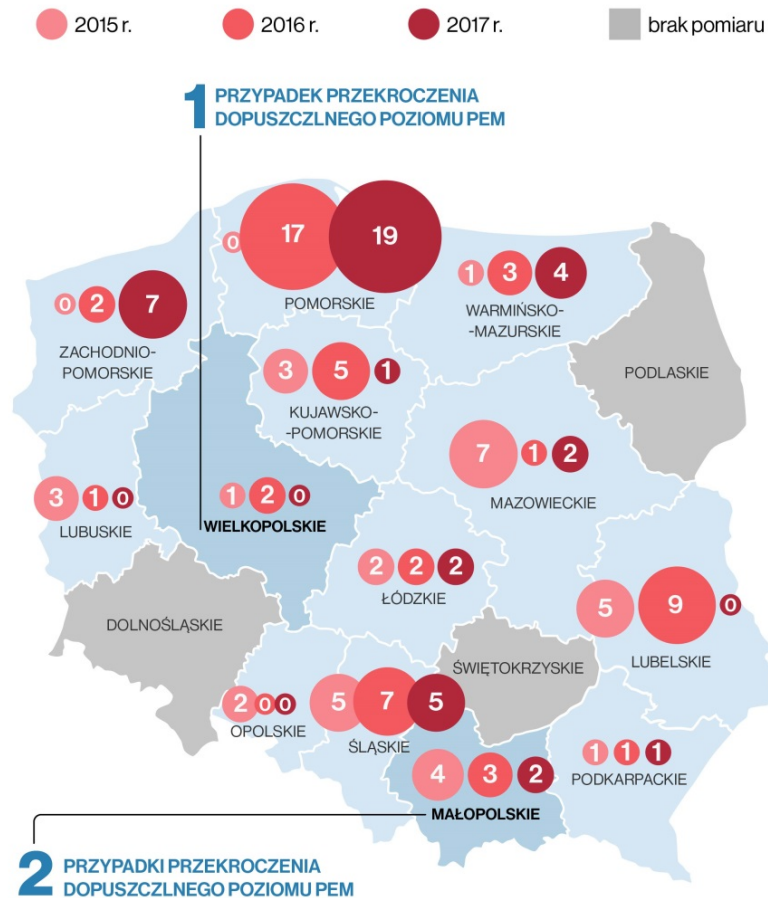 2015 r.
2016 r.
2017 r.
brak pomiaru
1
PRZYPADEK PRZEKROCZENIA
DOPUSZCZLNEGO POZIOMU PEM
0 17 19
POMORSKIE
1 3 4
WARMIŃSKO-
-MAZURSKIE
0 2 7
ZACHODNIO-
POMORSKIE
3 5 1
KUJAWSKO-
-POMORSKIE
PODLASKIE
7 1 2
MAZOWIECKIE
3 1 0
LUBUSKIE
1 2 0
WIELKOPOLSKIE
2 2 2
ŁÓDZKIE
5 9 0
LUBELSKIE
DOLNOŚLĄSKIE
ŚWIĘTOKRZYSKIE
2 0 0
OPOLSKIE
5 7 5
ŚLĄSKIE
4 3 2
MAŁOPOLSKIE
1 1 1
PODKARPACKIE
2
PRZYPADKI PRZEKROCZENIA
DOPUSZCZLNEGO POZIOMU PEM